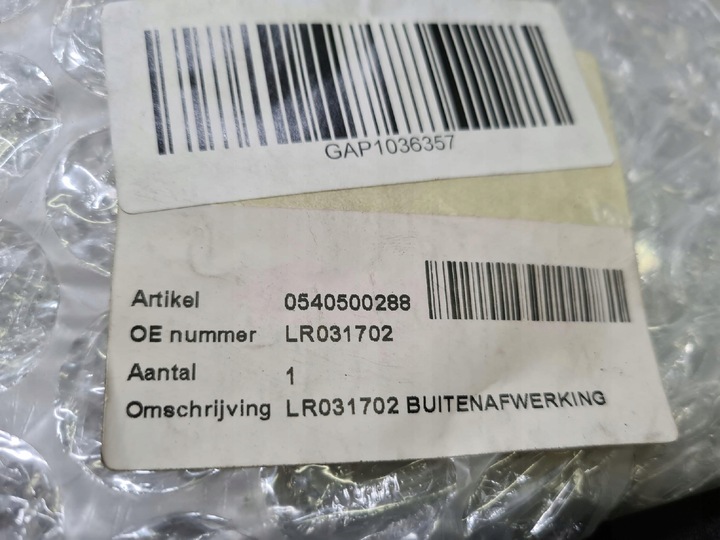 GAP1036357
Artikel 0540500288
OE nummer LR031702
Aantal 1
Omschrijving LR031702 BUITENAFWERKING